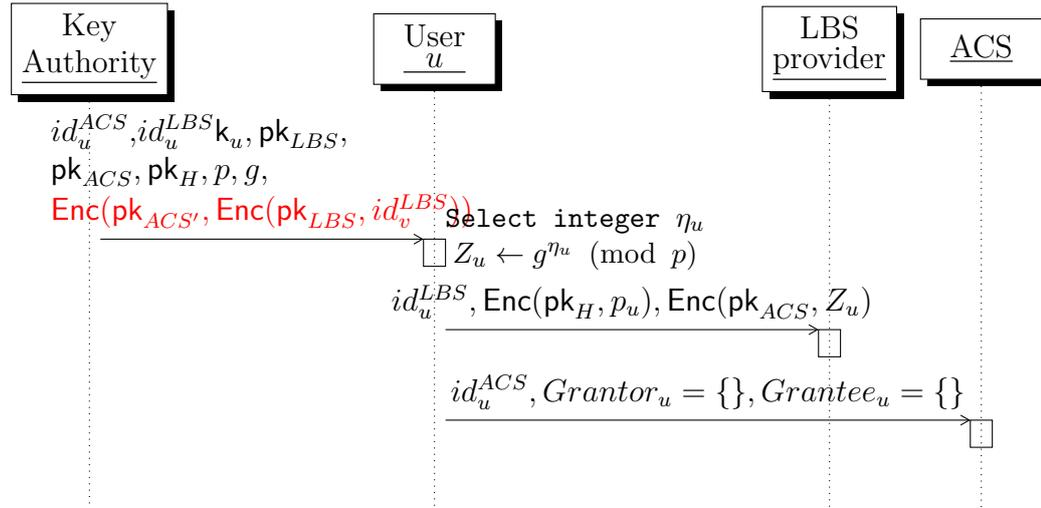 Key
Authority
User
u
LBS
provider
ACS
id_u^{ACS},id_u^{LBS}k_u, pk_{LBS},
pk_{ACS}, pk_H, p, g,
Enc(pk_{ACS'}, Enc(pk_{LBS}, id_v^{LBS}))
Select integer η_u
Z_u ← g^{η_u} (mod p)
id_u^{LBS}, Enc(pk_H, p_u), Enc(pk_{ACS}, Z_u)
id_u^{ACS}, Grantor_u = {}, Grantee_u = {}